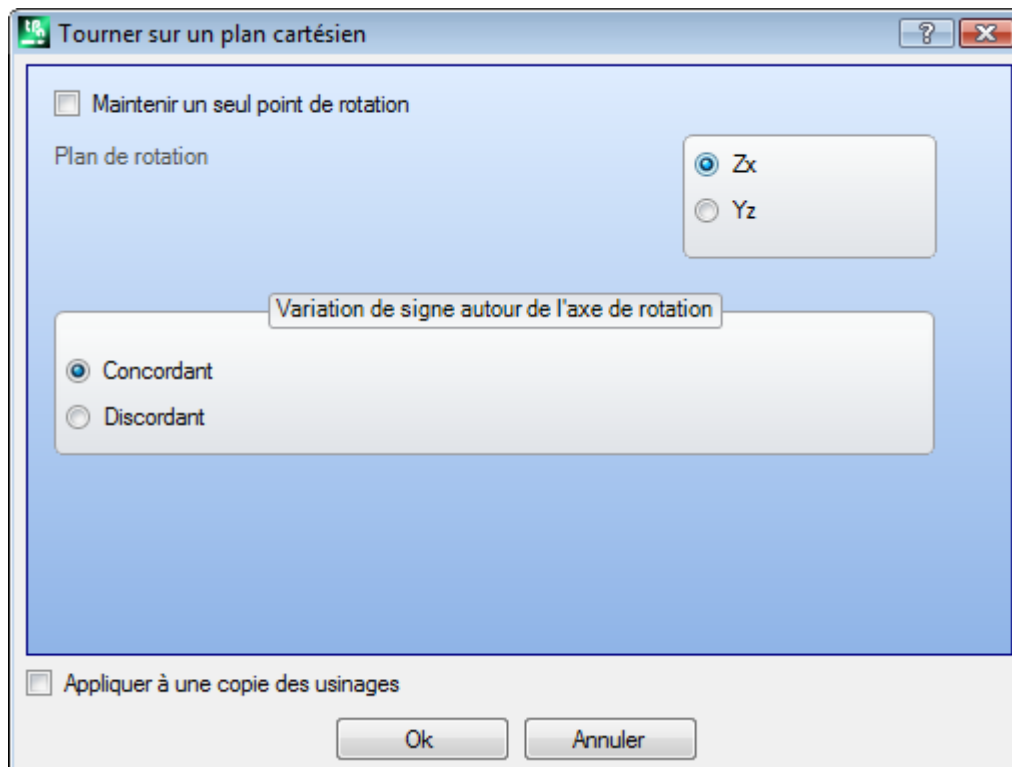 Tourner sur un plan cartésien
Maintenir un seul point de rotation
Plan de rotation
Zx
Yz
Variation de signe autour de l'axe de rotation
Concordant
Discordant
Appliquer à une copie des usinages
Ok
Annuler